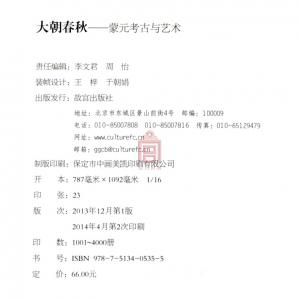 大朝春秋——蒙元考古与艺术
责任编辑：李文君　周　怡
装帧设计：王　梓　于朝娟
出版发行：故宫出版社
地址：北京市东城区景山前街4号　邮编：100009
电话：010-85007808　010-85007816　传真：010-65129479
网址：www.culturefc.cn
邮箱：ggcb@culturefc.cn
制版印刷：保定市中画美凯印刷有限公司
开　　本：787毫米×1092毫米　1/16
印　　张：23
版　　次：2013年12月第1版
2014年4月第2次印刷
印　　数：1001~4000册
书　　号：ISBN 978-7-5134-0535-5
定　　价：66.00元